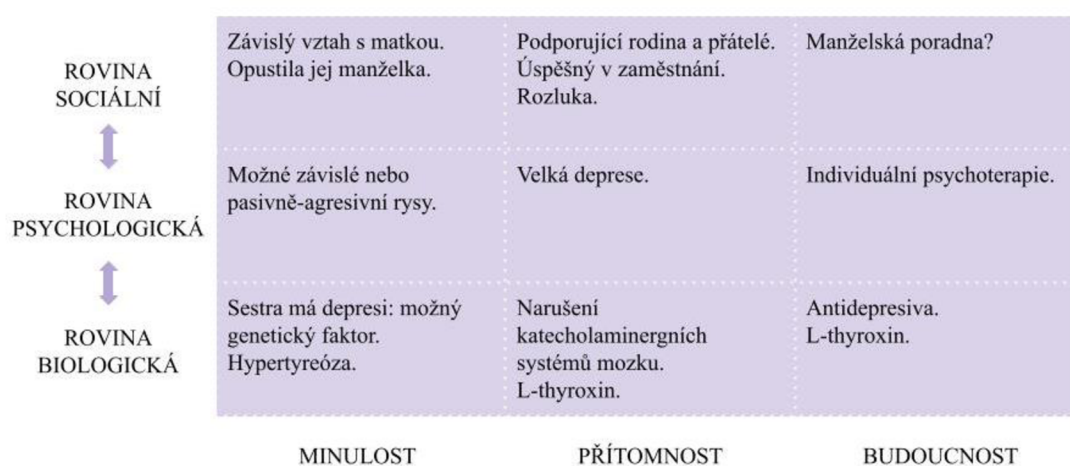 ROVINA
SOCIÁLNÍ
Závislý vztah s matkou.
Opustila jej manželka.
Podporující rodina a přátelé.
Úspěšný v zaměstnání.
Rozluka.
Manželská poradna?
ROVINA
PSYCHOLOGICKÁ
Možné závislé nebo
pasivně-agresivní rysy.
Velká deprese.
Individuální psychoterapie.
ROVINA
BIOLOGICKÁ
Sestra má depresi: možný
genetický faktor.
Hypertyreóza.
Narušení
katecholaminergních
systémů mozku.
L-thyroxin.
Antidepresiva.
L-thyroxin.
MINULOST
PŘÍTOMNOST
BUDOUCNOST